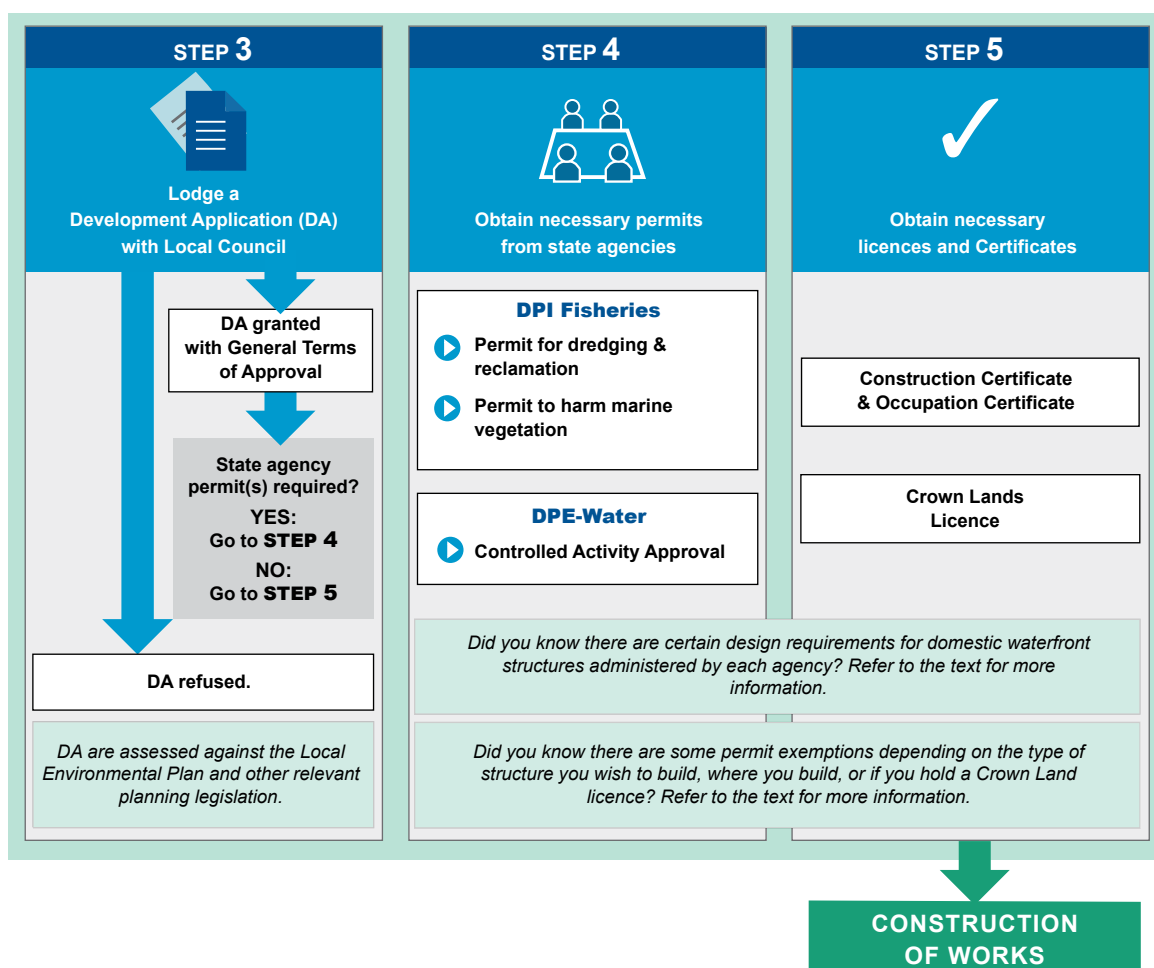 STEP 3
Lodge a
Development Application (DA)
with Local Council
DA granted
with General Terms
of Approval
State agency
permit(s) required?
YES:
Go to STEP 4
NO:
Go to STEP 5
DA refused.
DA are assessed against the Local
Environmental Plan and other relevant
planning legislation.
STEP 4
Obtain necessary permits
from state agencies
DPI Fisheries
Permit for dredging &
reclamation
Permit to harm marine
vegetation
DPE-Water
Controlled Activity Approval
STEP 5
Obtain necessary
licences and Certificates
Construction Certificate
& Occupation Certificate
Crown Lands
Licence
Did you know there are certain design requirements for domestic waterfront
structures administered by each agency? Refer to the text for more
information.
Did you know there are some permit exemptions depending on the type of
structure you wish to build, where you build, or if you hold a Crown Land
licence? Refer to the text for more information.
CONSTRUCTION
OF WORKS